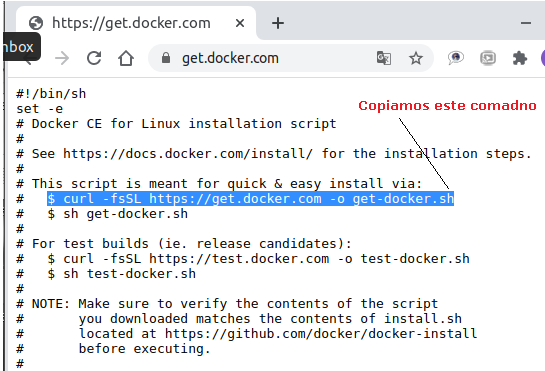 https://get.docker.com
nbox
get.docker.com
#!/bin/sh
set -e
Copiamos este comadno
# Docker CE for Linux installation script
#
# See https://docs.docker.com/install/ for the installation steps.
#
# This script is meant for quick & easy install via:
#   $ curl -fsSL https://get.docker.com -o get-docker.sh
#   $ sh get-docker.sh
#
# For test builds (ie. release candidates):
#   $ curl -fsSL https://test.docker.com -o test-docker.sh
#   $ sh test-docker.sh
#
# NOTE: Make sure to verify the contents of the script
#       you downloaded matches the contents of install.sh
#       located at https://github.com/docker/docker-install
#       before executing.
#